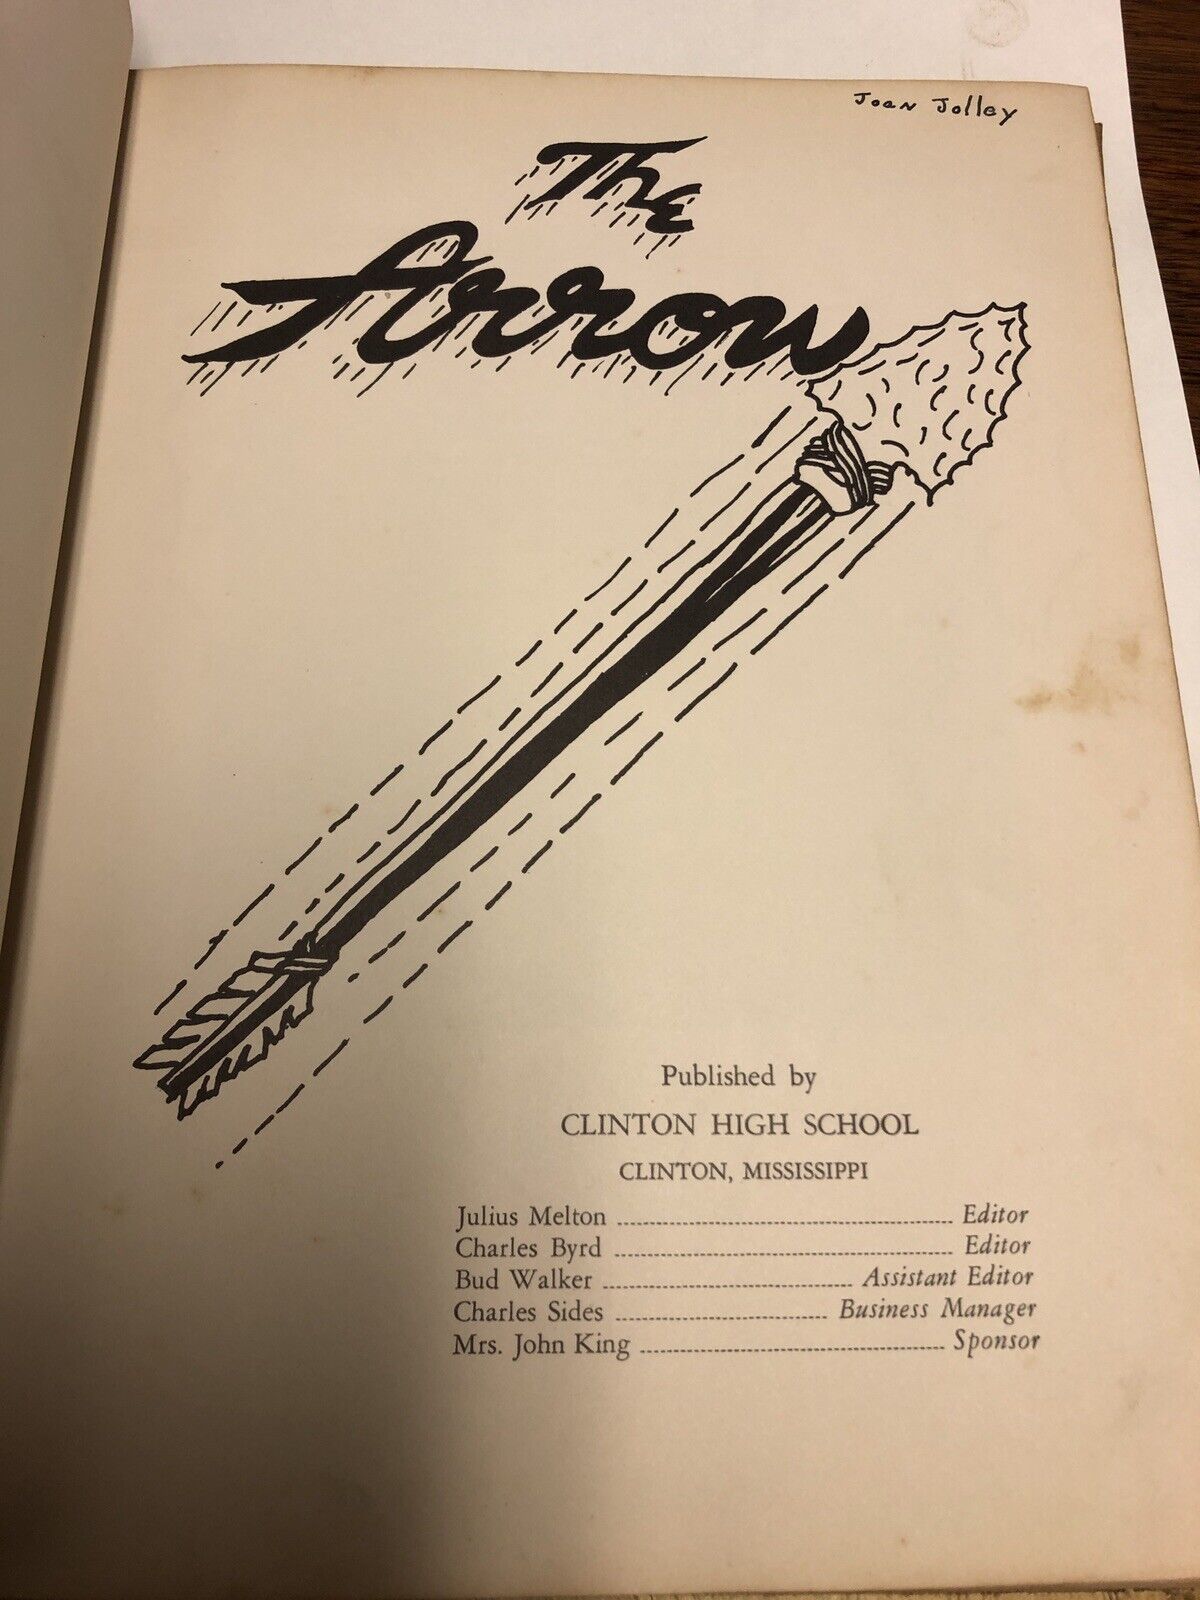 Joan Jolley
The
Arrow
Published by
CLINTON HIGH SCHOOL
CLINTON, MISSISSIPPI
Julius Melton ................ Editor
Charles Byrd ................ Editor
Bud Walker ................ Assistant Editor
Charles Sides ................ Business Manager
Mrs. John King ................ Sponsor